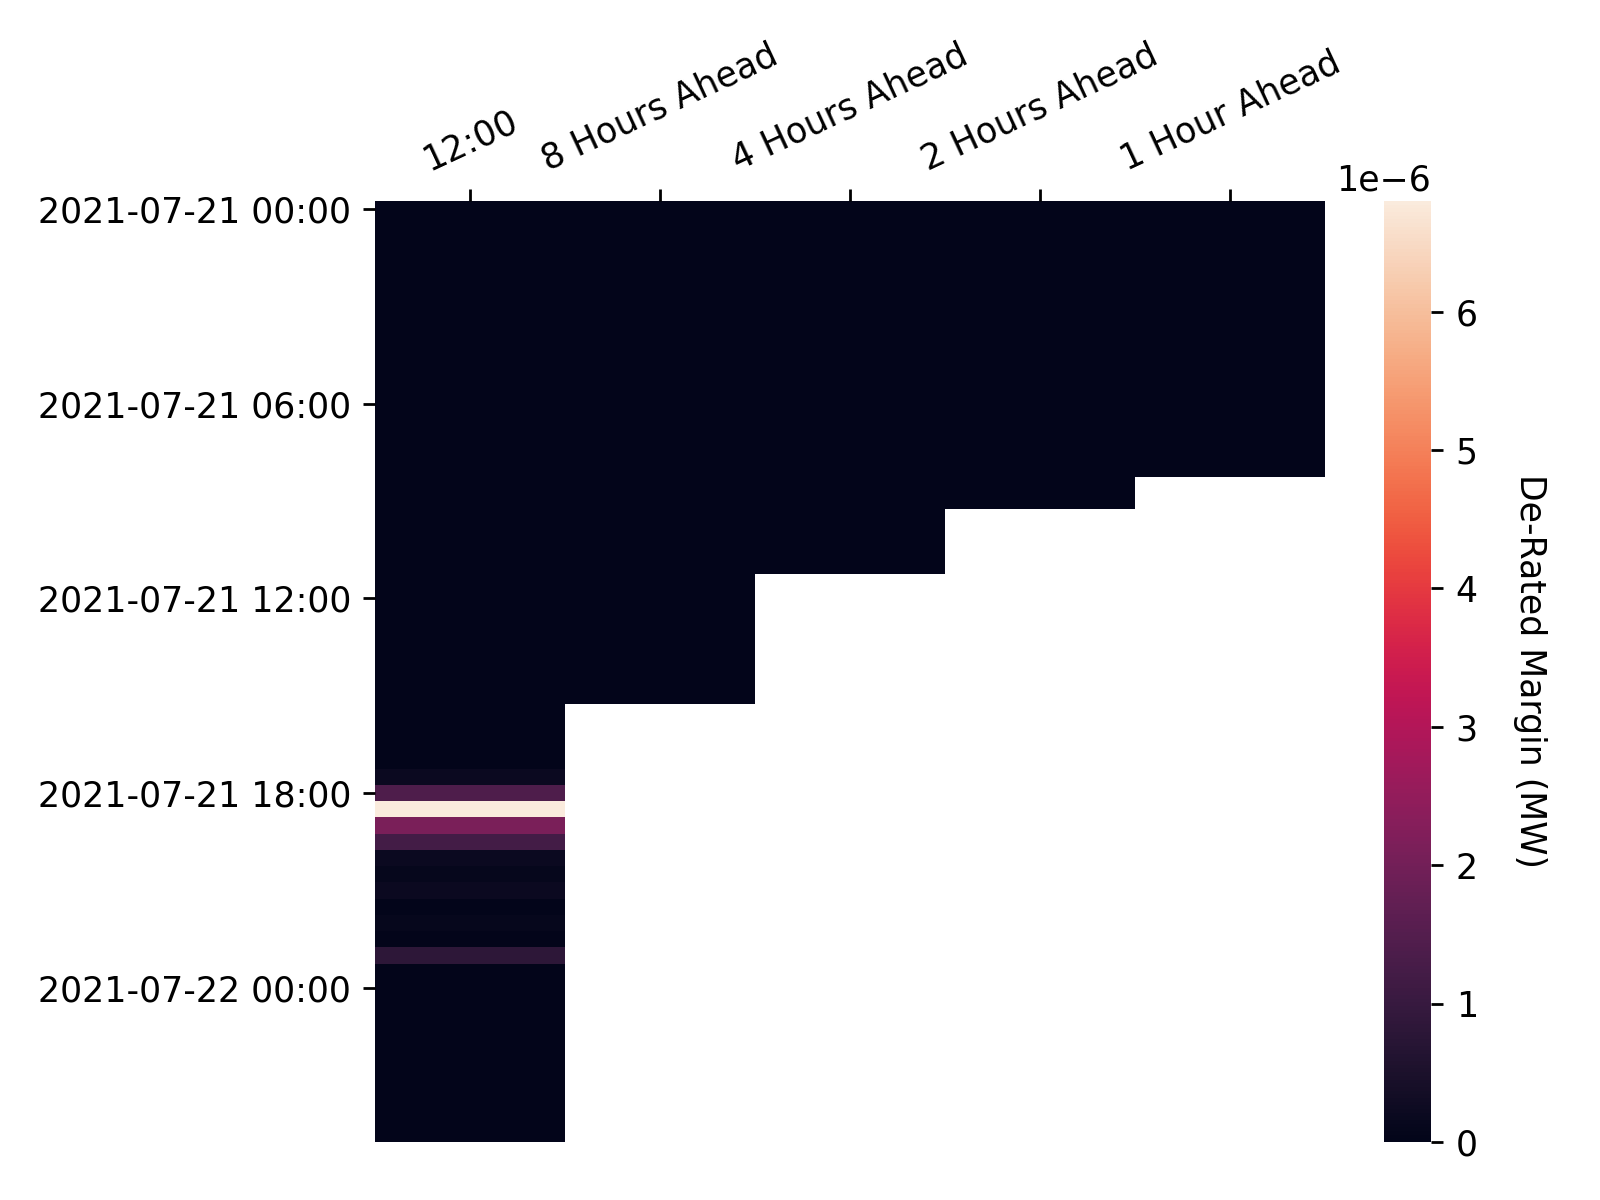 12:00
8 Hours Ahead
4 Hours Ahead
2 Hours Ahead
1 Hour Ahead
1e−6
2021-07-21 00:00
2021-07-21 06:00
2021-07-21 12:00
2021-07-21 18:00
2021-07-22 00:00
6
5
4
3
2
1
0
De-Rated Margin (MW)